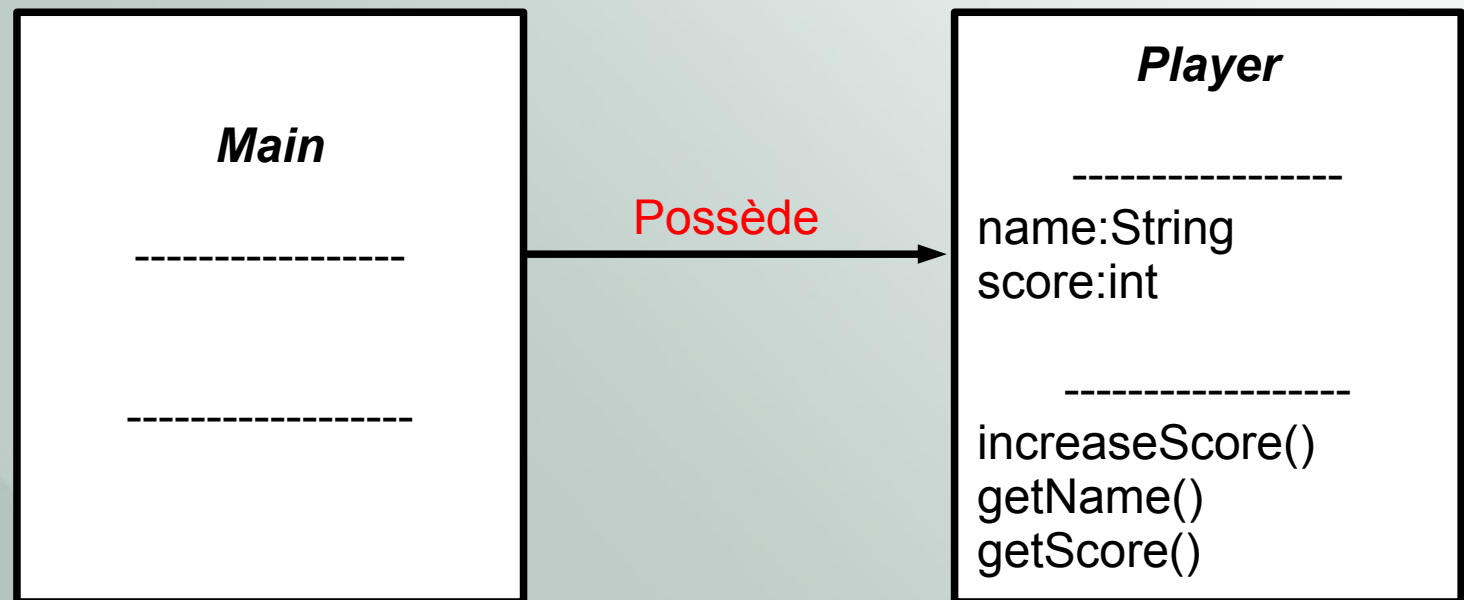 Main
-----------------
------------------
Possède
Player
-----------------
name:String
score:int
------------------
increaseScore()
getName()
getScore()